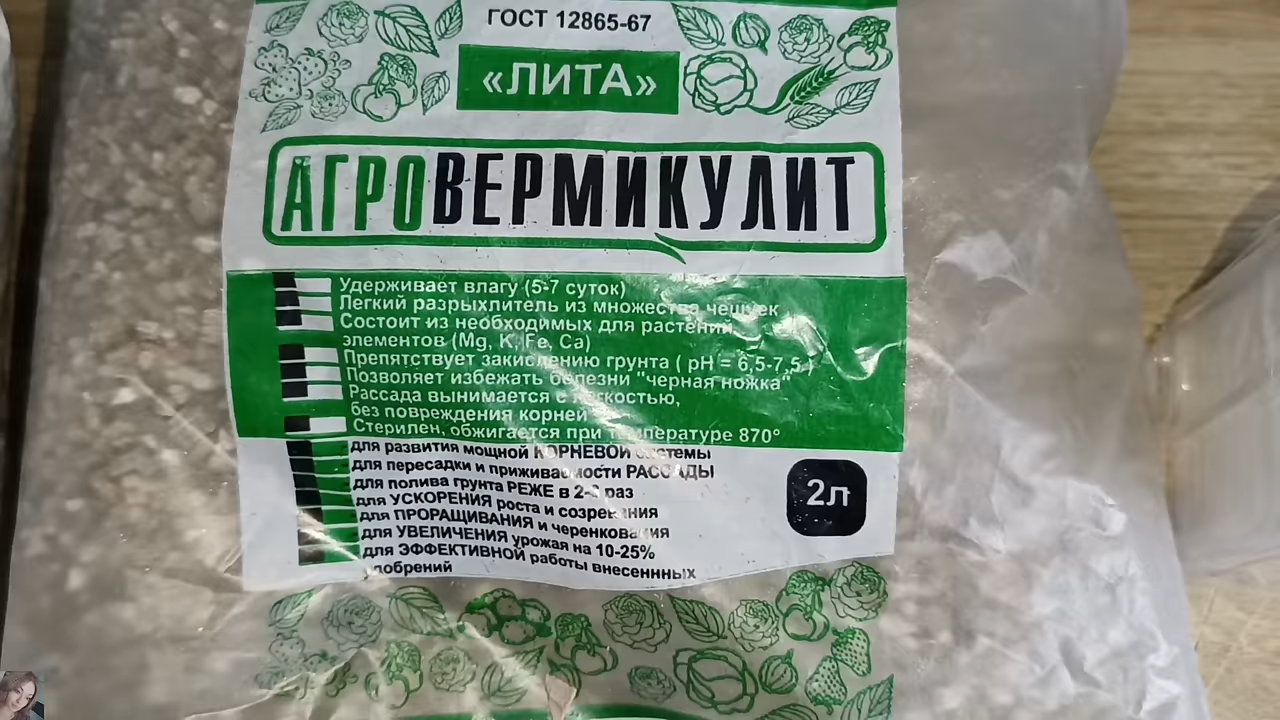 ГОСТ 12865-67
«ЛИТА»
АГРОВЕРМИКУЛИТ
Удерживает влагу (5-7 суток)
Легкий разрыхлитель из множества чешуек
Состоит из необходимых для растений
элементов (Mg, K, Fe, Ca)
Препятствует закислению грунта ( pH = 6,5-7,5 )
Позволяет избежать болезни "черная ножка"
Рассада вынимается с легкостью,
без повреждения корней
Стерилен, обжигается при температуре 870°
для развития мощной КОРНЕВОЙ системы
для пересадки и приживаемости РАССАДЫ
для полива грунта РЕЖЕ в 2-3 раз
для УСКОРЕНИЯ роста и созревания
для ПРОРАЩИВАНИЯ и черенкования
для УВЕЛИЧЕНИЯ урожая на 10-25%
для ЭФФЕКТИВНОЙ работы внесеннных
удобрений
2л